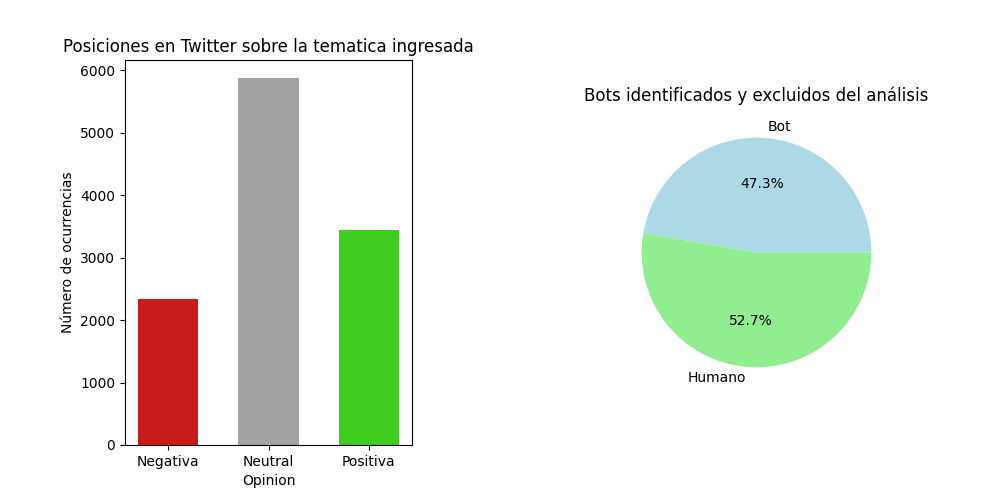 Posiciones en Twitter sobre la tematica ingresada
Número de ocurrencias
6000
5000
4000
3000
2000
1000
0
Negativa
Neutral
Positiva
Opinion
Bots identificados y excluidos del análisis
Bot
47.3%
52.7%
Humano